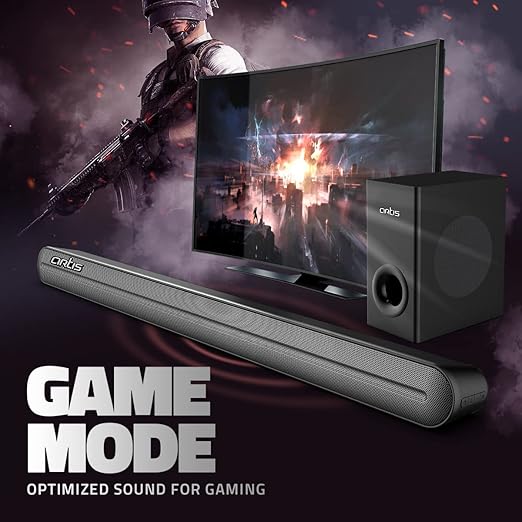 artis
artis
GAME
MODE
OPTIMIZED SOUND FOR GAMING